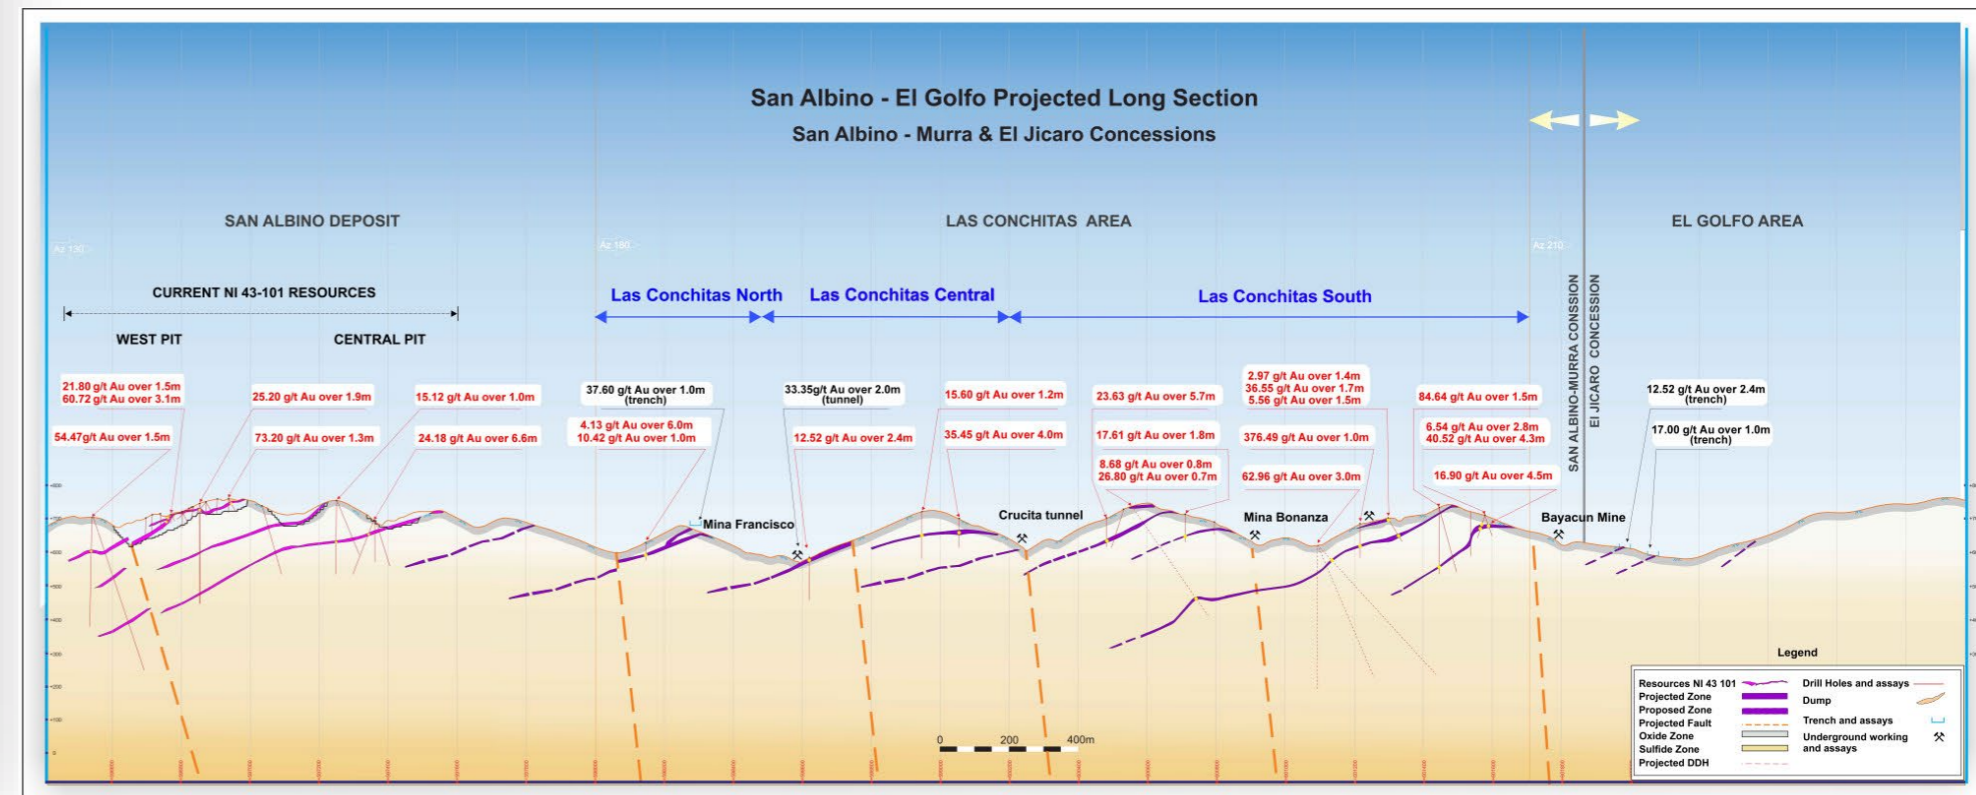 San Albino - El Golfo Projected Long Section
San Albino - Murra & El Jicaro Concessions
SAN ALBINO DEPOSIT
LAS CONCHITAS AREA
EL GOLFO AREA
Az 130
Az 180
Az 210
CURRENT NI 43-101 RESOURCES
WEST PIT
CENTRAL PIT
Las Conchitas North
Las Conchitas Central
Las Conchitas South
SAN ALBINO-MURRA CONSSION
El JICARO CONCESSION
21.80 g/t Au over 1.5m
60.72 g/t Au over 3.1m
54.47g/t Au over 1.5m
25.20 g/t Au over 1.9m
73.20 g/t Au over 1.3m
15.12 g/t Au over 1.0m
24.18 g/t Au over 6.6m
37.60 g/t Au over 1.0m
(trench)
4.13 g/t Au over 6.0m
10.42 g/t Au over 1.0m
33.35g/t Au over 2.0m
(tunnel)
12.52 g/t Au over 2.4m
15.60 g/t Au over 1.2m
35.45 g/t Au over 4.0m
23.63 g/t Au over 5.7m
17.61 g/t Au over 1.8m
8.68 g/t Au over 0.8m
26.80 g/t Au over 0.7m
2.97 g/t Au over 1.4m
36.55 g/t Au over 1.7m
5.56 g/t Au over 1.5m
376.49 g/t Au over 1.0m
62.96 g/t Au over 3.0m
84.64 g/t Au over 1.5m
6.54 g/t Au over 2.8m
40.52 g/t Au over 4.3m
16.90 g/t Au over 4.5m
12.52 g/t Au over 2.4m
(trench)
17.00 g/t Au over 1.0m
(trench)
Mina Francisco
Crucita tunnel
Mina Bonanza
Bayacun Mine
0 200 400m
Legend
Resources NI 43 101
Projected Zone
Proposed Zone
Projected Fault
Oxide Zone
Sulfide Zone
Projected DDH
Drill Holes and assays
Dump
Trench and assays
Underground working
and assays